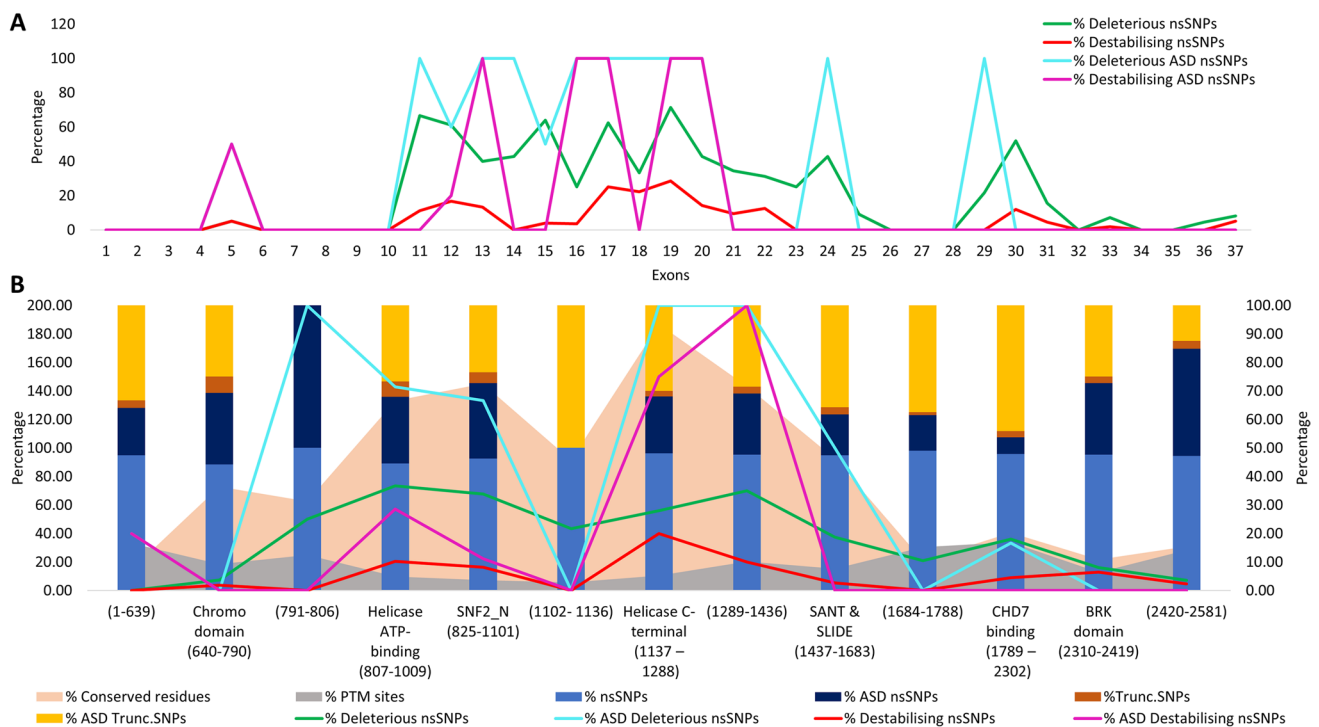 A
120
100
80
60
40
20
0
Percentage
1 2 3 4 5 6 7 8 9 10 11 12 13 14 15 16 17 18 19 20 21 22 23 24 25 26 27 28 29 30 31 32 33 34 35 36 37
Exons
% Deleterious nsSNPs
% Destabilising nsSNPs
% Deleterious ASD nsSNPs
% Destabilising ASD nsSNPs
B
200.00
180.00
160.00
140.00
120.00
100.00
80.00
60.00
40.00
20.00
0.00
Percentage
100.00
90.00
80.00
70.00
60.00
50.00
40.00
30.00
20.00
10.00
0.00
Percentage
(1-639)
Chromo
domain
(640-790)
(791-806)
Helicase
ATP-
binding
(807-1009)
SNF2_N
(825-1101)
(1102- 1136)
Helicase C-
terminal
(1137 –
1288)
(1289-1436)
SANT &
SLIDE
(1437-1683)
(1684-1788)
CHD7
binding
(1789 –
2302)
BRK
domain
(2310-2419)
(2420-2581)
% Conserved residues
% PTM sites
% nsSNPs
% ASD nsSNPs
%Trunc.SNPs
% ASD Trunc.SNPs
% Deleterious nsSNPs
% ASD Deleterious nsSNPs
% Destabilising nsSNPs
% ASD Destabilising nsSNPs